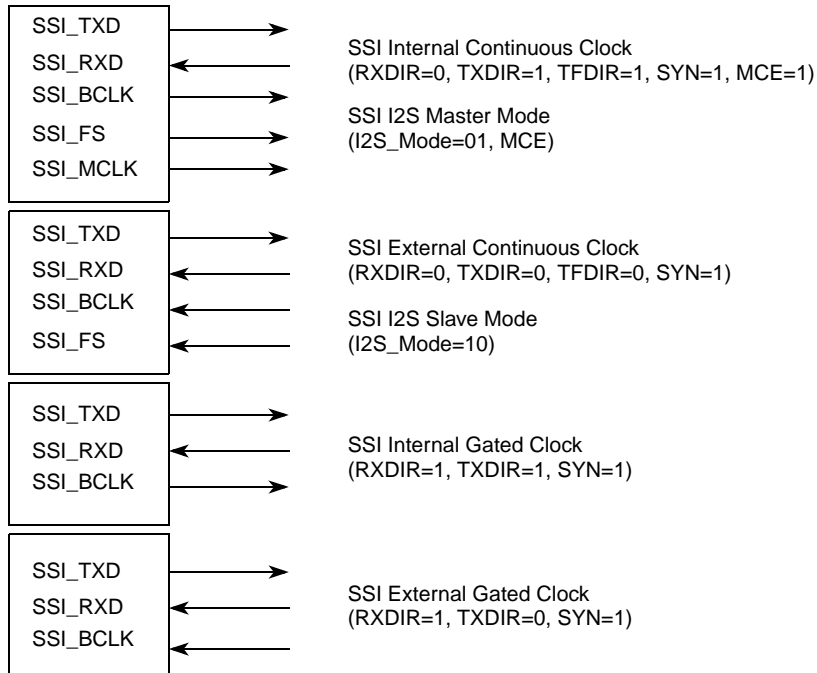 SSI_TXD
SSI_RXD
SSI_BCLK
SSI_FS
SSI_MCLK
SSI Internal Continuous Clock
(RXDIR=0, TXDIR=1, TFDIR=1, SYN=1, MCE=1)
SSI I2S Master Mode
(I2S_Mode=01, MCE)
SSI_TXD
SSI_RXD
SSI_BCLK
SSI_FS
SSI External Continuous Clock
(RXDIR=0, TXDIR=0, TFDIR=0, SYN=1)
SSI I2S Slave Mode
(I2S_Mode=10)
SSI_TXD
SSI_RXD
SSI_BCLK
SSI Internal Gated Clock
(RXDIR=1, TXDIR=1, SYN=1)
SSI_TXD
SSI_RXD
SSI_BCLK
SSI External Gated Clock
(RXDIR=1, TXDIR=0, SYN=1)